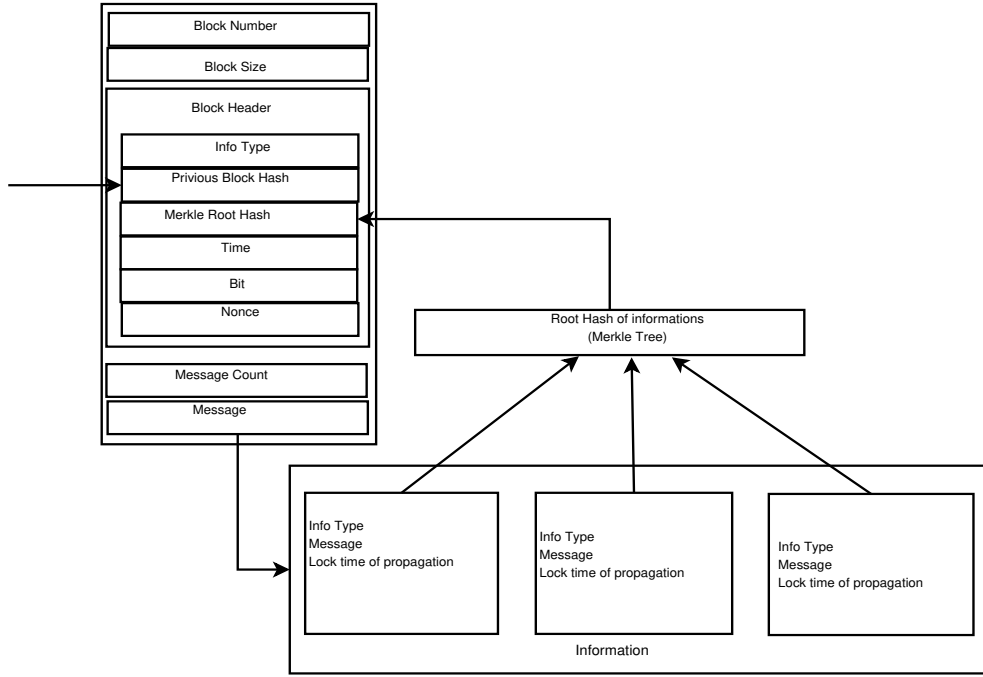 Block Number
Block Size
Block Header
Info Type
Privious Block Hash
Merkle Root Hash
Time
Bit
Nonce
Message Count
Message
Root Hash of informations
(Merkle Tree)
Info Type
Message
Lock time of propagation
Info Type
Message
Lock time of propagation
Info Type
Message
Lock time of propagation
Information